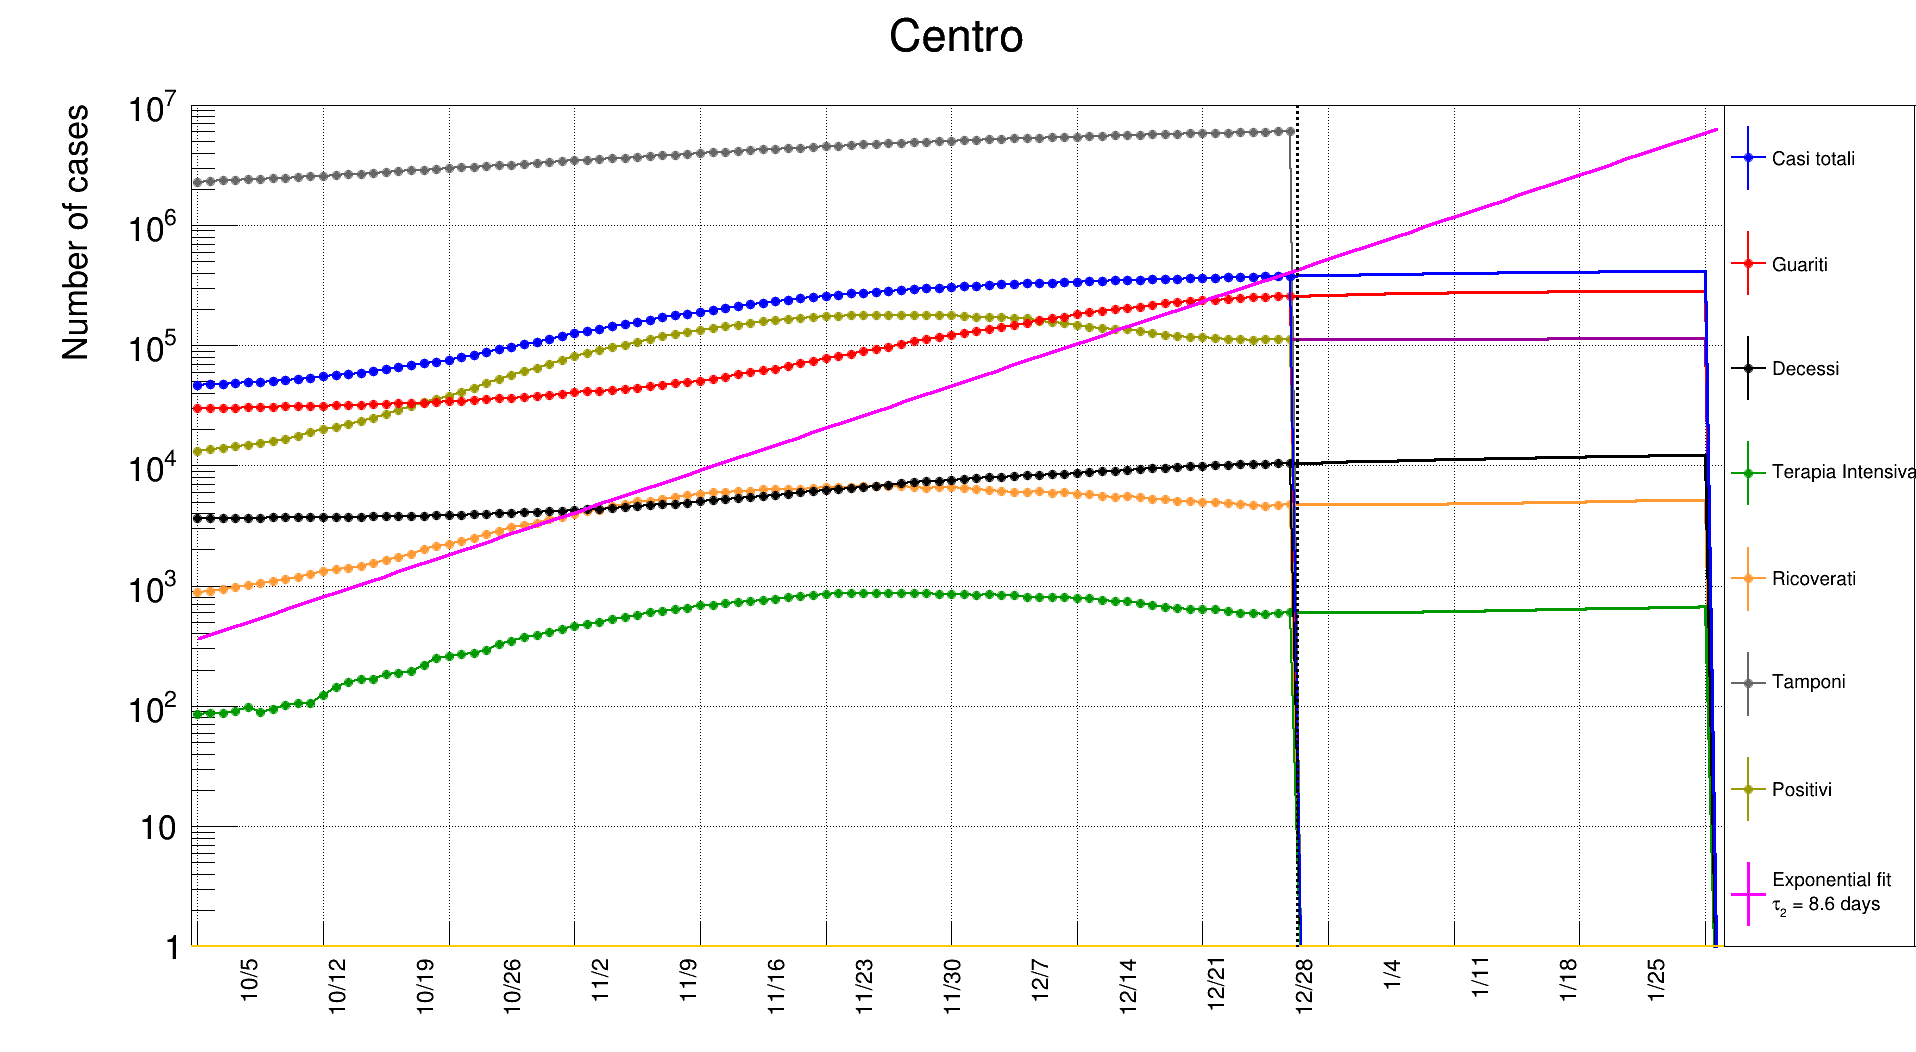 Centro
Number of cases
10^7
10^6
10^5
10^4
10^3
10^2
10
1
10/5 10/12 10/19 10/26 11/2 11/9 11/16 11/23 11/30 12/7 12/14 12/21 12/28 1/4 1/11 1/18 1/25
Casi totali
Guariti
Decessi
Terapia Intensiva
Ricoverati
Tamponi
Positivi
Exponential fit
τ₂ = 8.6 days